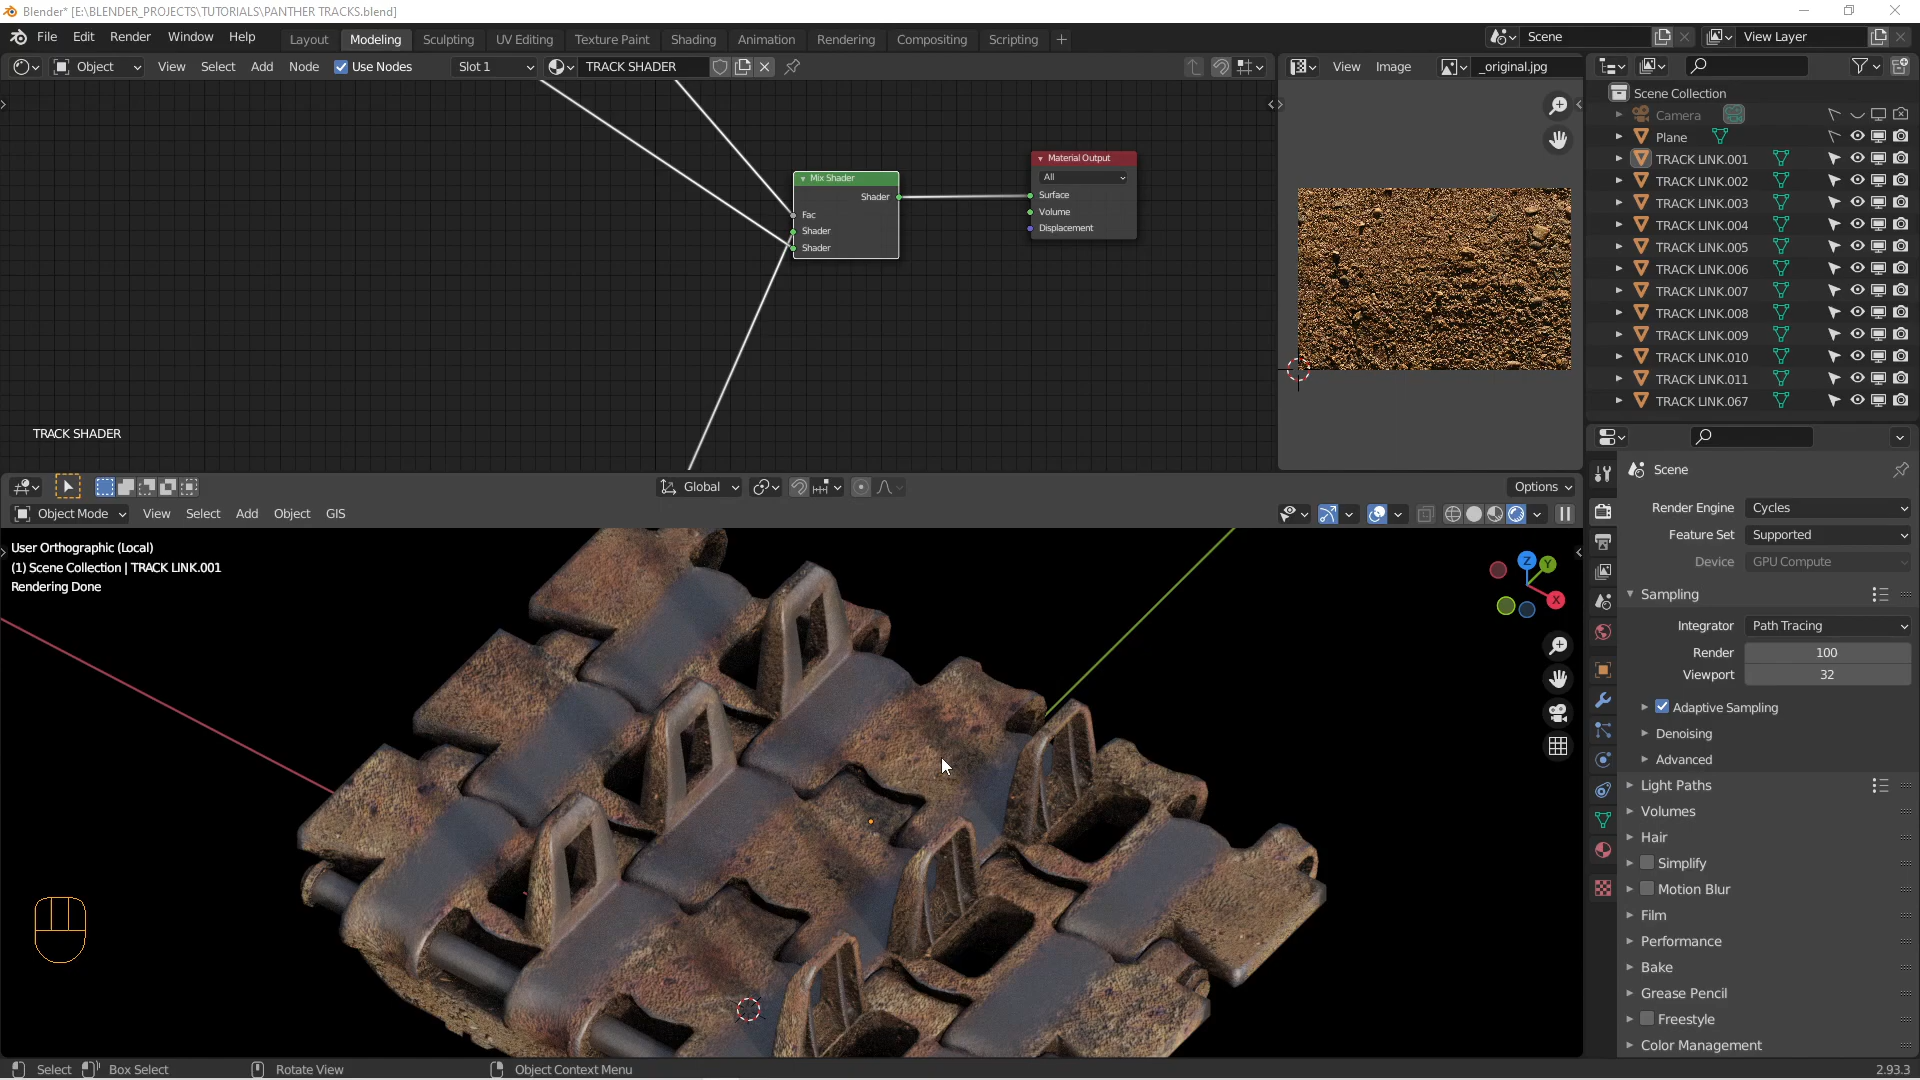 Blender* [E:\BLENDER_PROJECTS\TUTORIALS\PANTHER TRACKS.blend]
File Edit Render Window Help Layout Modeling Sculpting UV Editing Texture Paint Shading Animation Rendering Compositing Scripting + Scene View Layer
Object View Select Add Node Use Nodes Slot 1 TRACK SHADER View Image _original.jpg
Scene Collection
Camera
Plane
TRACK LINK.001
TRACK LINK.002
TRACK LINK.003
TRACK LINK.004
TRACK LINK.005
TRACK LINK.006
TRACK LINK.007
TRACK LINK.008
TRACK LINK.009
TRACK LINK.010
TRACK LINK.011
TRACK LINK.067
Mix Shader
Shader
Fac
Shader
Shader
Material Output
All
Surface
Volume
Displacement
TRACK SHADER
Global Options
Object Mode View Select Add Object GIS
User Orthographic (Local)
(1) Scene Collection | TRACK LINK.001
Rendering Done
Z Y X
Scene
Render Engine Cycles
Feature Set Supported
Device GPU Compute
Sampling
Integrator Path Tracing
Render 100
Viewport 32
Adaptive Sampling
Denoising
Advanced
Light Paths
Volumes
Hair
Simplify
Motion Blur
Film
Performance
Bake
Grease Pencil
Freestyle
Color Management
Select Box Select Rotate View Object Context Menu 2.93.3